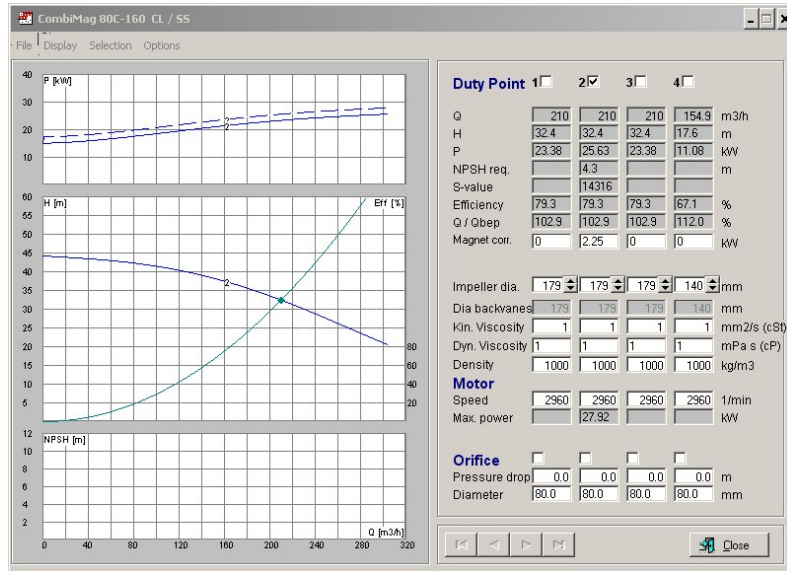 CombiMag 80C-160 CL / SS
File Display Selection Options
P [kW]
40
30
20
10
H [m]
Eff [%]
60
55
50
45
40
35
30
25
20
15
10
5
80
60
40
20
2
2
2
NPSH [m]
12
10
8
6
4
2
Q [m3/h]
0 40 80 120 160 200 240 280 320
Duty Point 1 2 3 4
Q 210 210 210 154.9 m3/h
H 32.4 32.4 32.4 17.6 m
P 23.38 25.63 23.38 11.08 kW
NPSH req. 4.3 m
S-value 14316
Efficiency 79.3 79.3 79.3 67.1 %
Q / Qbep 102.9 102.9 102.9 112.0 %
Magnet corr. 0 2.25 0 0 kW
Impeller dia. 179 179 179 140 mm
Dia backvanes 179 179 179 140 mm
Kin. Viscosity 1 1 1 1 mm2/s (cSt)
Dyn. Viscosity 1 1 1 1 mPa s (cP)
Density 1000 1000 1000 1000 kg/m3
Motor
Speed 2960 2960 2960 2960 1/min
Max. power 27.92 kW
Orifice
Pressure drop 0.0 0.0 0.0 0.0 m
Diameter 80.0 80.0 80.0 80.0 mm
Close